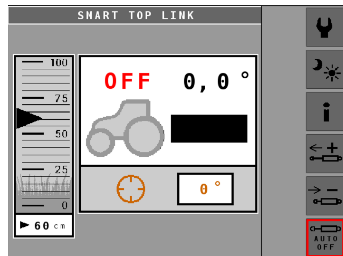 SMART TOP LINK
100
75
50
25
0
► 60 cm
OFF 0,0 °
0 °
i
← +
→ −
AUTO
OFF